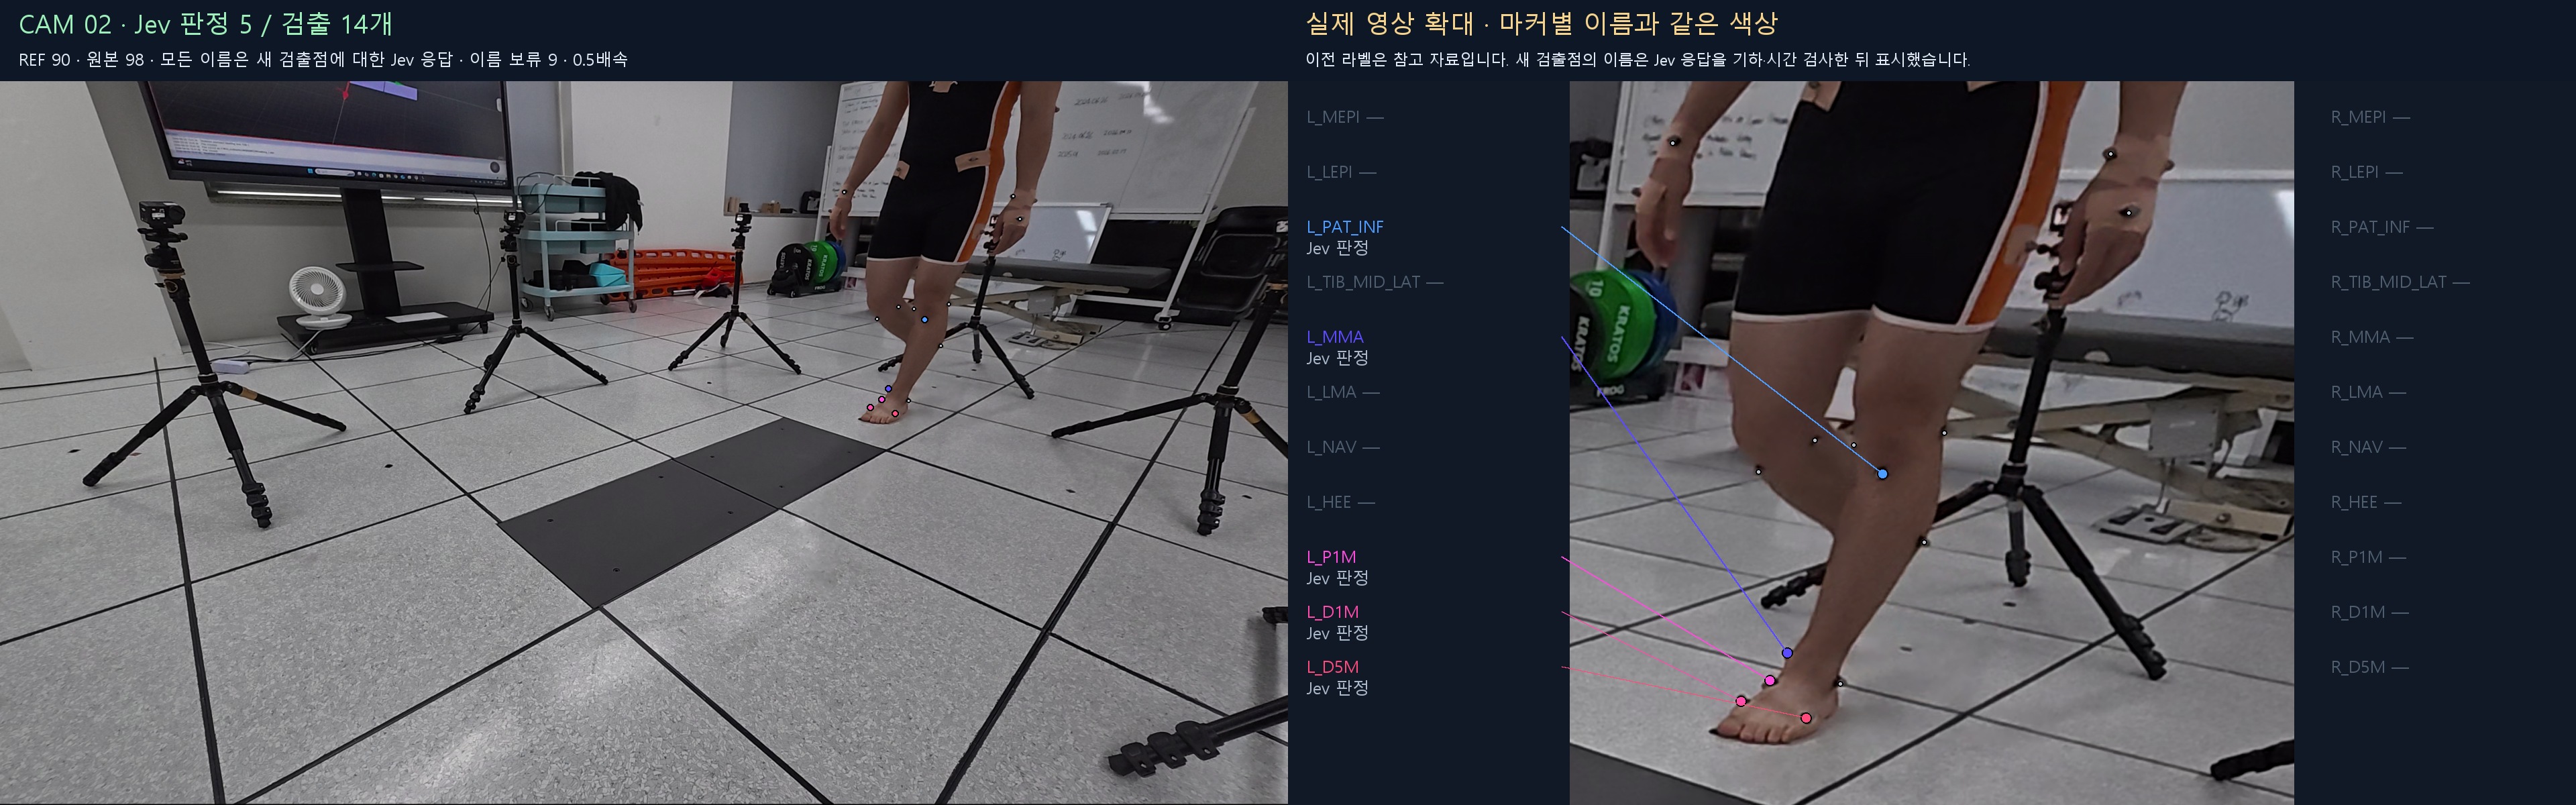 CAM 02 · Jev 판정 5 / 검출 14개
REF 90 · 원본 98 · 모든 이름은 새 검출점에 대한 Jev 응답 · 이름 보류 9 · 0.5배속
실제 영상 확대 · 마커별 이름과 같은 색상
이전 라벨은 참고 자료입니다. 새 검출점의 이름은 Jev 응답을 기하·시간 검사한 뒤 표시했습니다.
L_MEPI —
L_LEPI —
L_PAT_INF
Jev 판정
L_TIB_MID_LAT —
L_MMA
Jev 판정
L_LMA —
L_NAV —
L_HEE —
L_P1M
Jev 판정
L_D1M
Jev 판정
L_D5M
Jev 판정
KRATOS
10
KRATOS
R_MEPI —
R_LEPI —
R_PAT_INF —
R_TIB_MID_LAT —
R_MMA —
R_LMA —
R_NAV —
R_HEE —
R_P1M —
R_D1M —
R_D5M —